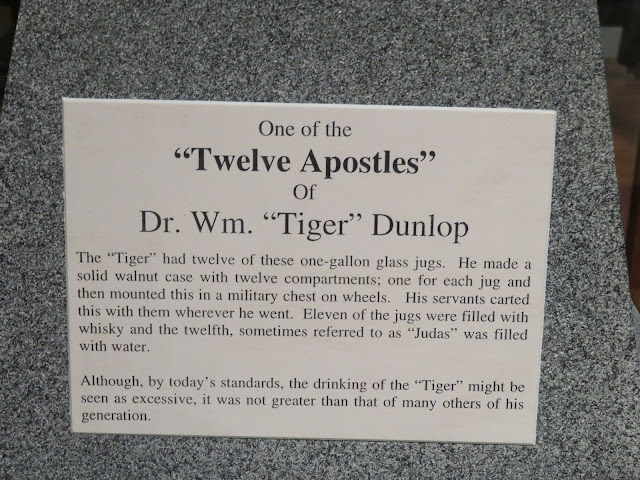 One of the
“Twelve Apostles”
Of
Dr. Wm. “Tiger” Dunlop
The “Tiger” had twelve of these one-gallon glass jugs. He made a
solid walnut case with twelve compartments; one for each jug and
then mounted this in a military chest on wheels. His servants carted
this with them wherever he went. Eleven of the jugs were filled with
whisky and the twelfth, sometimes referred to as “Judas” was filled
with water.
Although, by today’s standards, the drinking of the “Tiger” might be
seen as excessive, it was not greater than that of many others of his
generation.